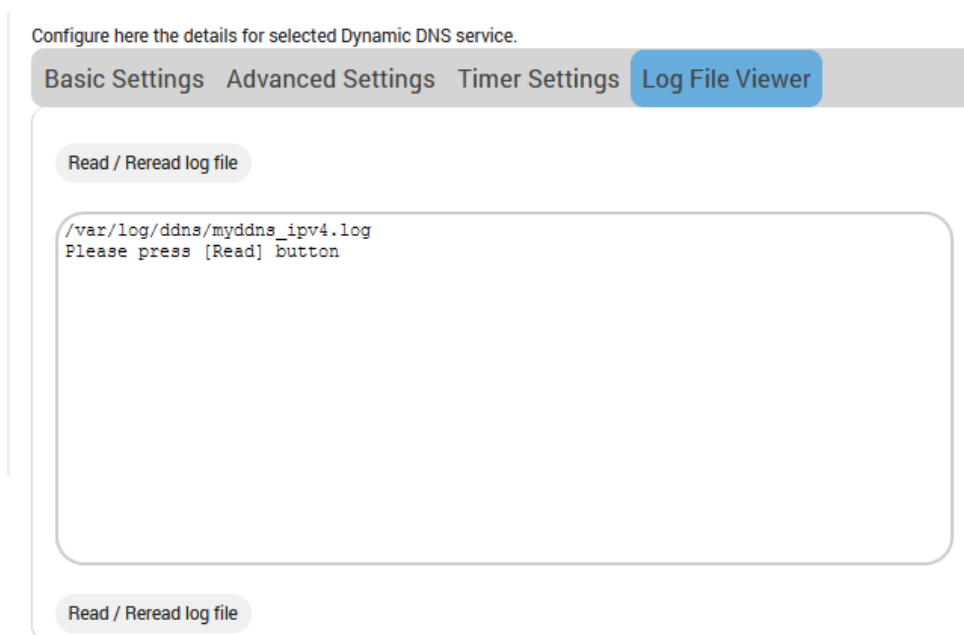 Configure here the details for selected Dynamic DNS service.
Basic Settings Advanced Settings Timer Settings Log File Viewer
Read / Reread log file
/var/log/ddns/myddns_ipv4.log
Please press [Read] button
Read / Reread log file